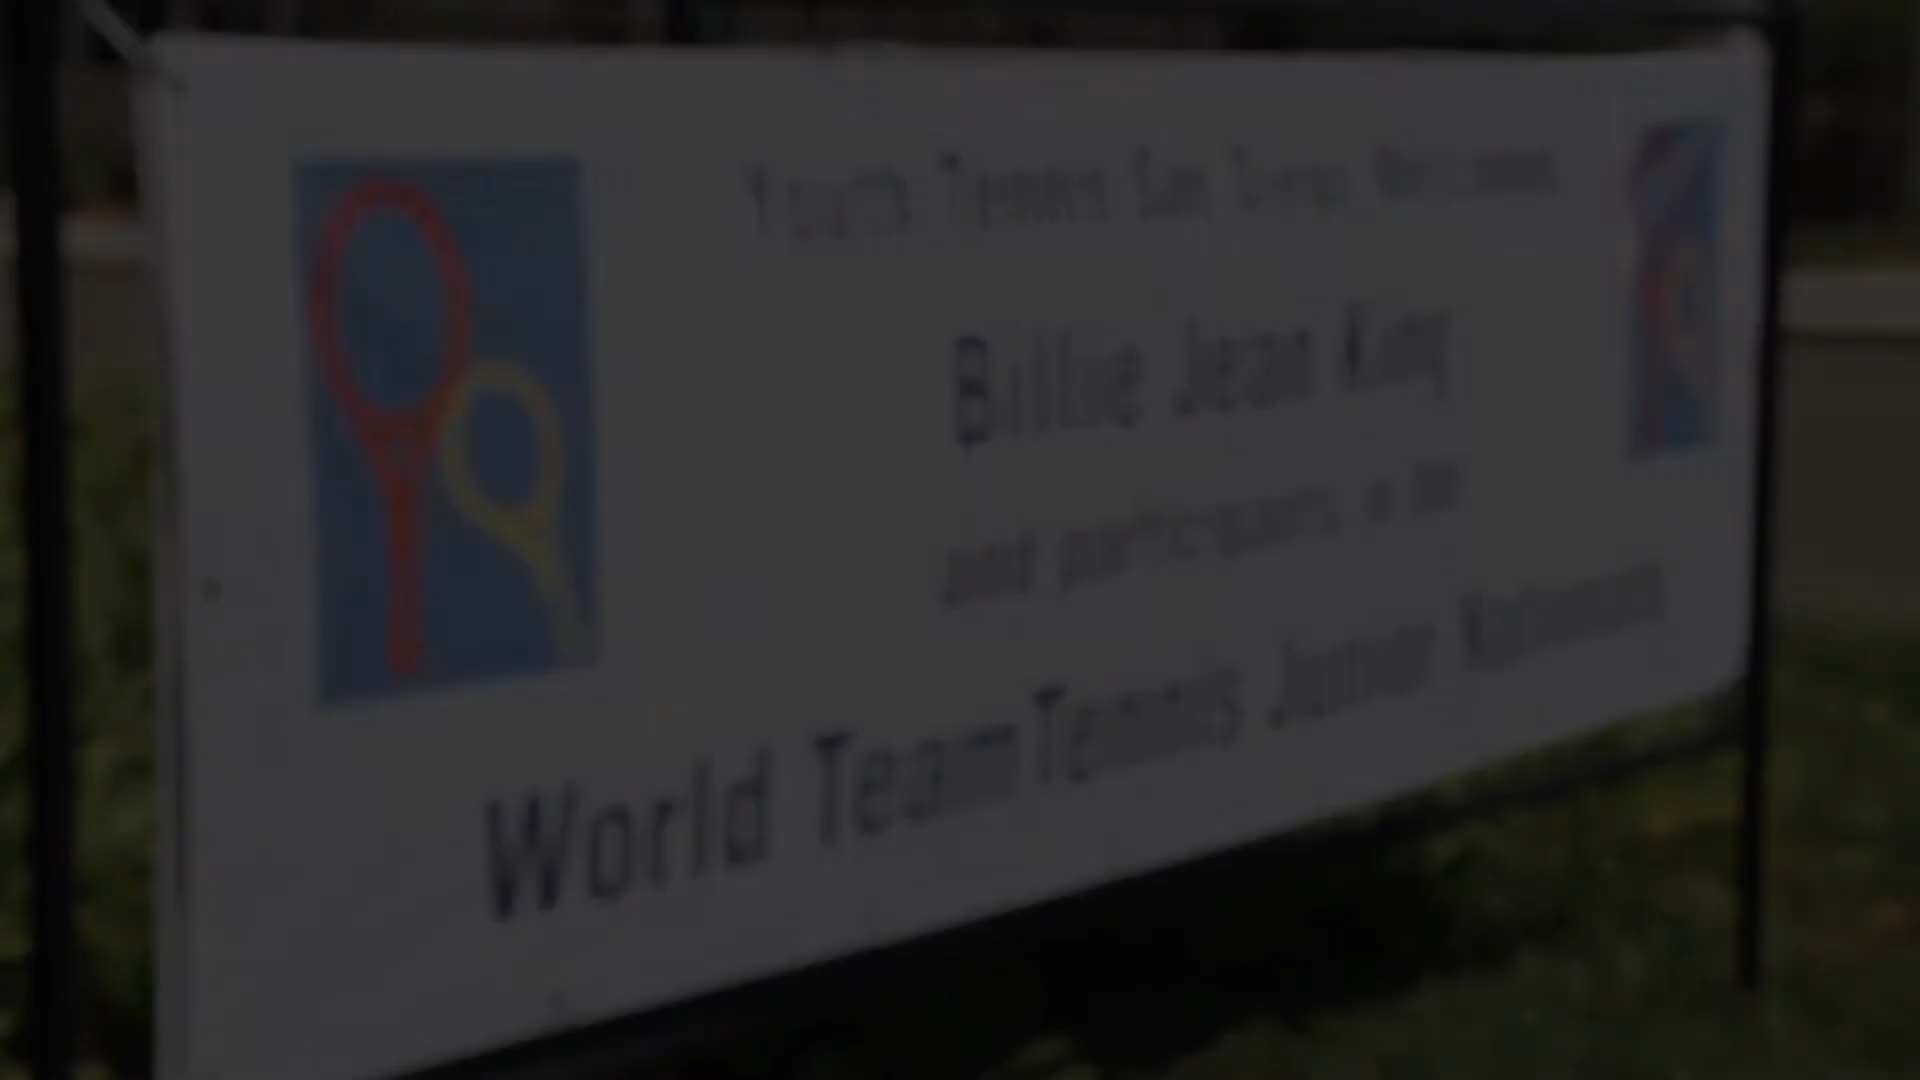 Youth Tennis San Diego Welcomes
Billie Jean King
and participants in the
World TeamTennis Junior Nationals